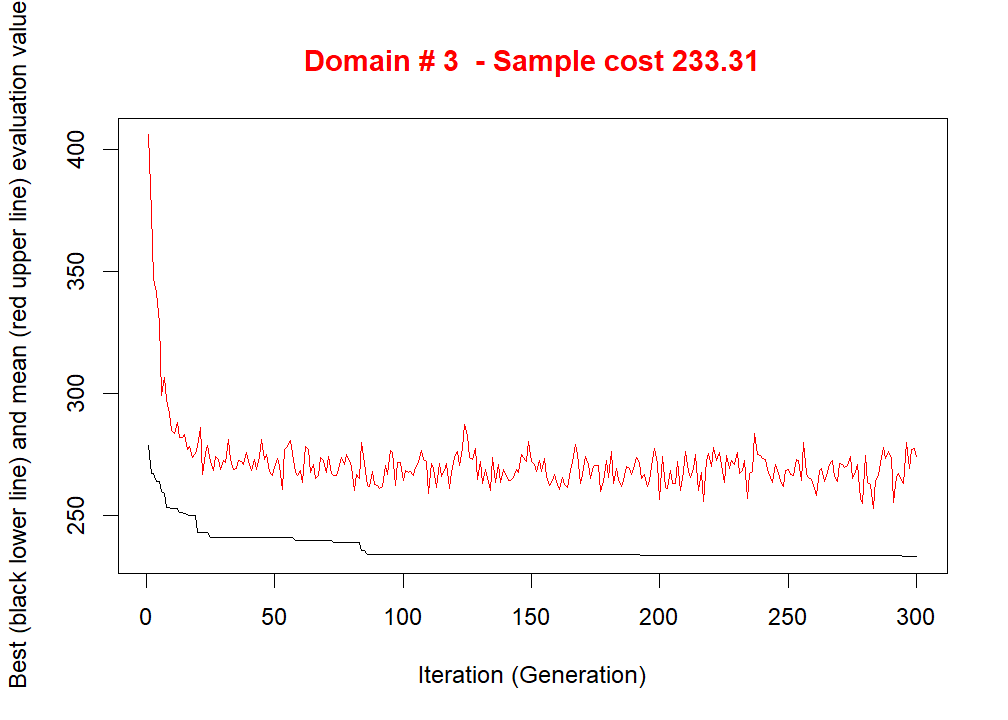 Domain # 3  - Sample cost 233.31
Best (black lower line) and mean (red upper line) evaluation value
400
350
300
250
0 50 100 150 200 250 300
Iteration (Generation)